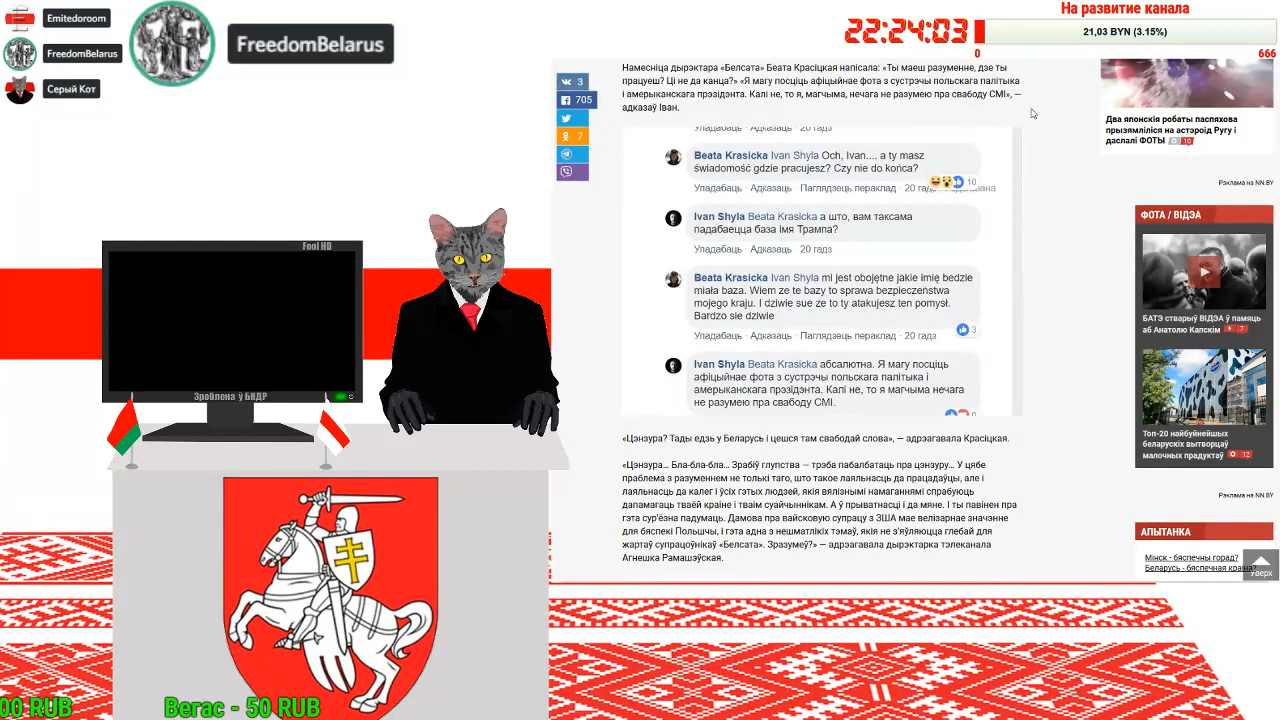 Emitedoroom
FreedomBelarus
Серый Кот
FreedomBelarus
22:24:03
На развитие канала
21,03 BYN (3.15%)
0
666
Fool HD
Зроблена ў БНДР
00 RUB
Вегас - 50 RUB
3
705
7
Намесніца дырэктара «Белсата» Беата Красіцкая напісала: «Ты маеш разуменне, дзе ты
працуеш? Ці не да канца?» «Я магу посціць афіцыйнае фота з сустрэчы польскага палітыка
і амерыканскага прэзідэнта. Калі не, то я, магчыма, нечага не разумею пра свабоду СМІ», —
адказаў Іван.
Упадабаць · Адказаць · 20 гадз
Beata Krasicka Ivan Shyla Och, Ivan.... a ty masz
świadomość gdzie pracujesz? Czy nie do końca?
10
Упадабаць · Адказаць · Паглядзець пераклад · 20 гадз
Ivan Shyla Beata Krasicka а што, вам таксама
падабаецца база імя Трампа?
Упадабаць · Адказаць · 20 гадз
Beata Krasicka Ivan Shyla mi jest obojętne jakie imię bedzie
miała baza. Wiem ze te bazy to sprawa bezpieczeństwa
mojego kraju. I dziwie sue ze to ty atakujesz ten pomysł.
Bardzo sie dziwie
Упадабаць · Адказаць · Паглядзець пераклад · 20 гадз
3
Ivan Shyla Beata Krasicka абсалютна. Я магу посціць
афіцыйнае фота з сустрэчы польскага палітыка і
амерыканскага прэзідэнта. Калі не, то я магчыма нечага
не разумею пра свабоду СМІ.
9
«Цэнзура? Тады едзь у Беларусь і цешся там свабодай слова», — адрэагавала Красіцкая.
«Цэнзура… Бла-бла-бла… Зрабіў глупства — трэба пабалбатаць пра цэнзуру… У цябе
праблема з разуменнем не толькі таго, што такое лаяльнасць да працадаўцы, але і
лаяльнасць да калег і ўсіх гэтых людзей, якія вялізнымі намаганнямі спрабуюць
дапамагаць тваёй краіне і тваім суайчыннікам. А ў прыватнасці і да мяне. І ты павінен пра
гэта сур'ёзна падумаць. Дамова пра вайсковую супрацу з ЗША мае велізарнае значэнне
для бяспекі Польшчы, і гэта адна з нешматлікіх тэмаў, якія не з'яўляюцца глебай для
жартаў супрацоўнікаў «Белсата». Зразумеў?» — адрэагавала дырэктарка тэлеканала
Агнешка Рамашэўская.
Два японскія робаты паспяхова
прызямліліся на астэроід Ругу і
даслалі ФОТЫ 10
Рэклама на NN.BY
ФОТА / ВІДЭА
БАТЭ стварыў ВІДЭА ў памяць
аб Анатолю Капскім 7
Топ-20 найбуйнейшых
беларускіх вытворцаў
малочных прадуктаў 12
Рэклама на NN.BY
АПЫТАНКА
Мінск - бяспечны горад?
Беларусь - бяспечная краіна?
Уверх